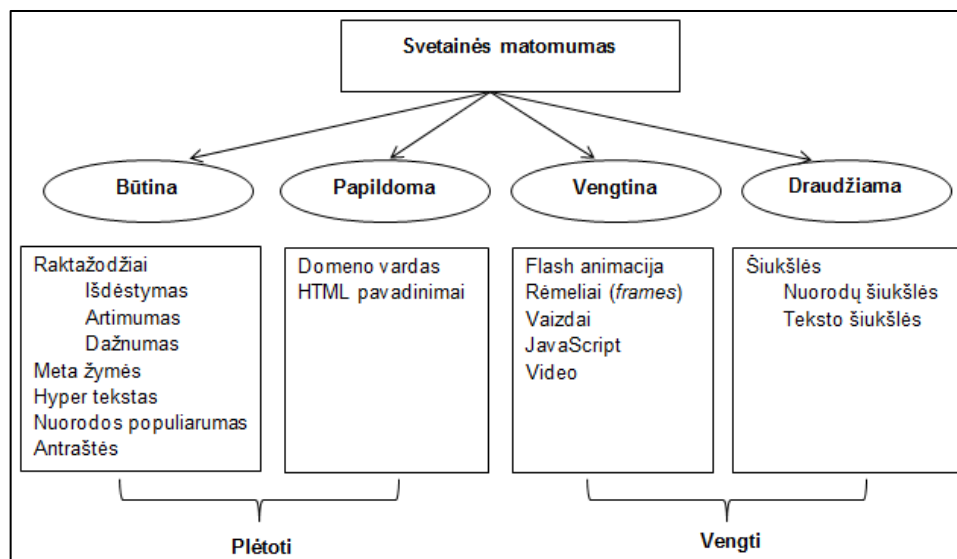 Svetainės matomumas
Būtina
Papildoma
Vengtina
Draudžiama
Raktažodžiai
Išdėstymas
Artimumas
Dažnumas
Meta žymės
Hyper tekstas
Nuorodos populiarumas
Antraštės
Domeno vardas
HTML pavadinimai
Flash animacija
Rėmeliai (frames)
Vaizdai
JavaScript
Video
Šiukšlės
Nuorodų šiukšlės
Teksto šiukšlės
Plėtoti
Vengti